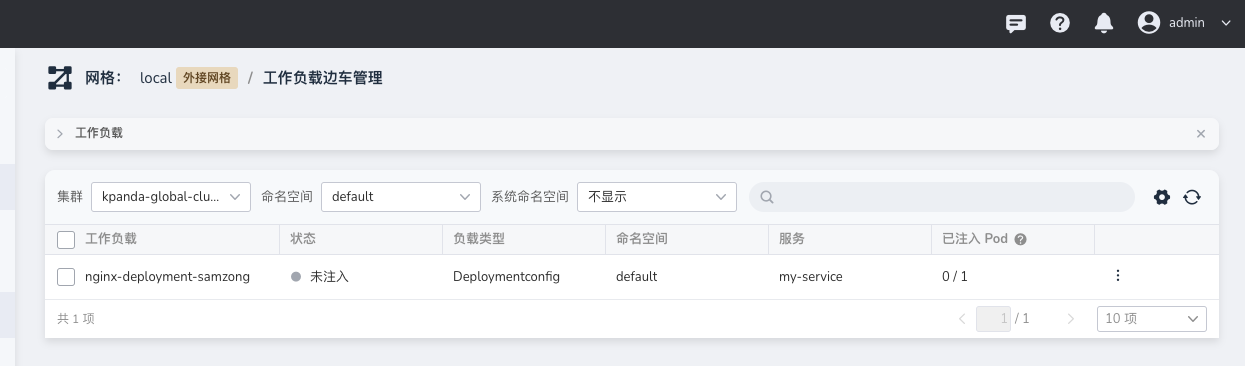 admin
网格： local 外接网格 / 工作负载边车管理
工作负载
集群 kpanda-global-clu... 命名空间 default 系统命名空间 不显示
工作负载 状态 负载类型 命名空间 服务 已注入 Pod
nginx-deployment-samzong 未注入 Deploymentconfig default my-service 0 / 1
共 1 项 1 / 1 10 项